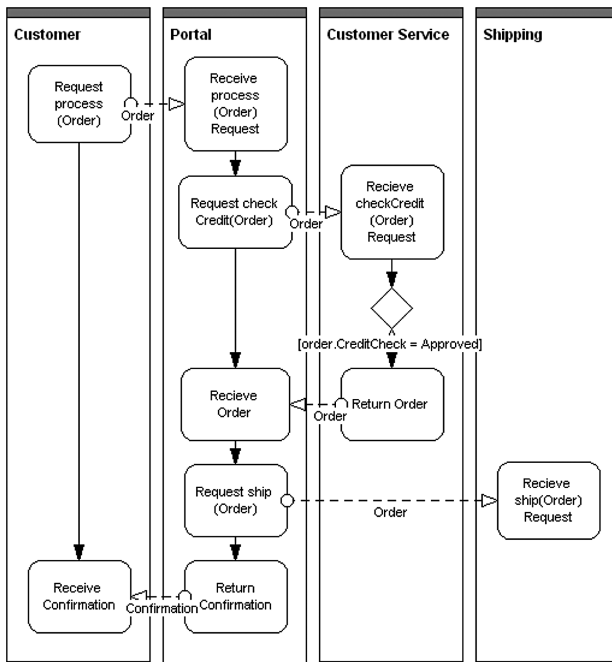 Customer
Portal
Customer Service
Shipping
Request
process
(Order)
Order
Receive
process
(Order)
Request
Request check
Credit(Order)
Order
Recieve
checkCredit
(Order)
Request
[order.CreditCheck = Approved]
Recieve
Order
Order
Return Order
Request ship
(Order)
Order
Recieve
ship(Order)
Request
Receive
Confirmation
Confirmation
Return
Confirmation